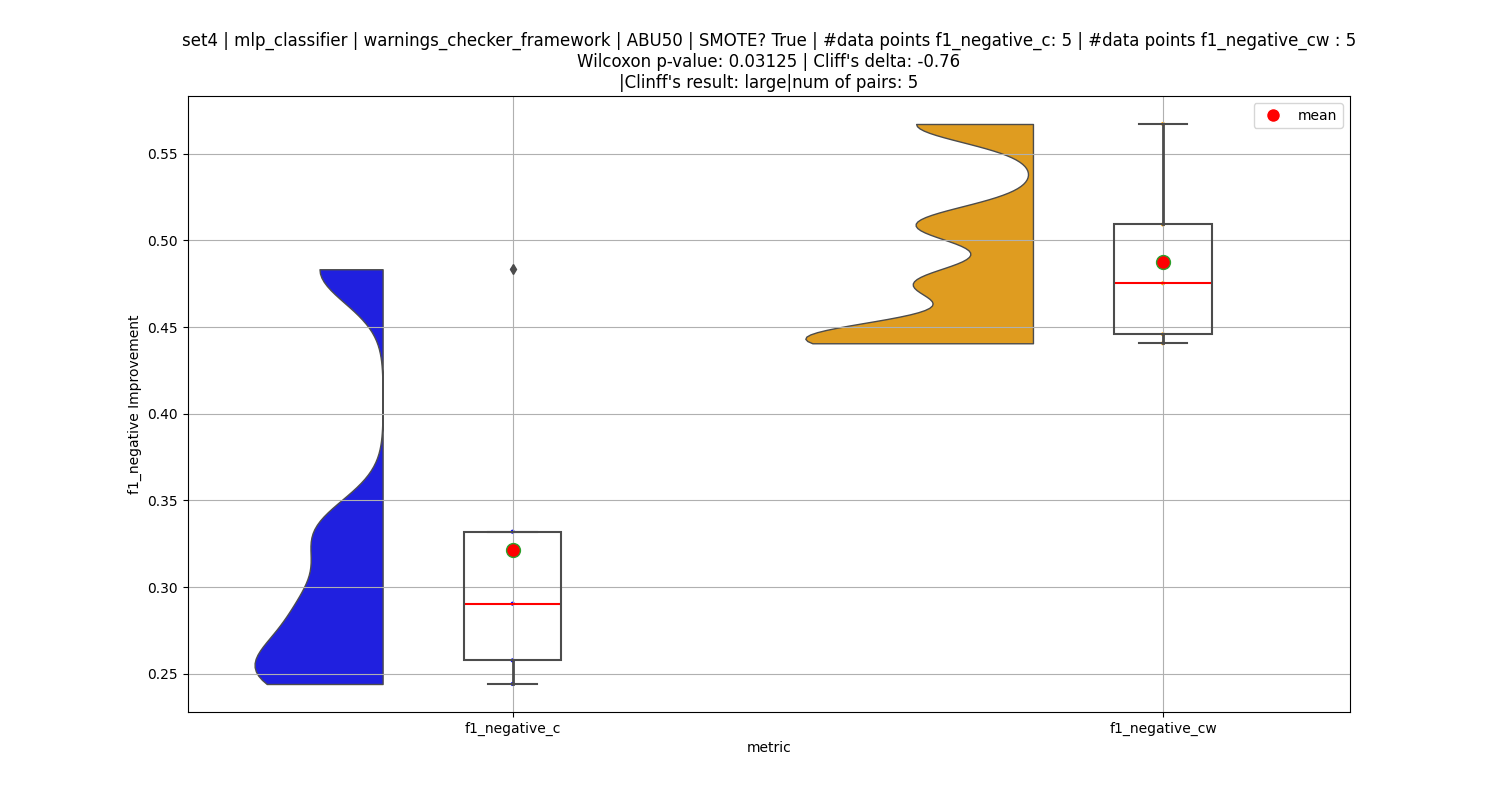 set4 | mlp_classifier | warnings_checker_framework | ABU50 | SMOTE? True | #data points f1_negative_c: 5 | #data points f1_negative_cw : 5
Wilcoxon p-value: 0.03125 | Cliff's delta: -0.76
|Clinff's result: large|num of pairs: 5
mean
f1_negative Improvement
0.55
0.50
0.45
0.40
0.35
0.30
0.25
f1_negative_c
f1_negative_cw
metric